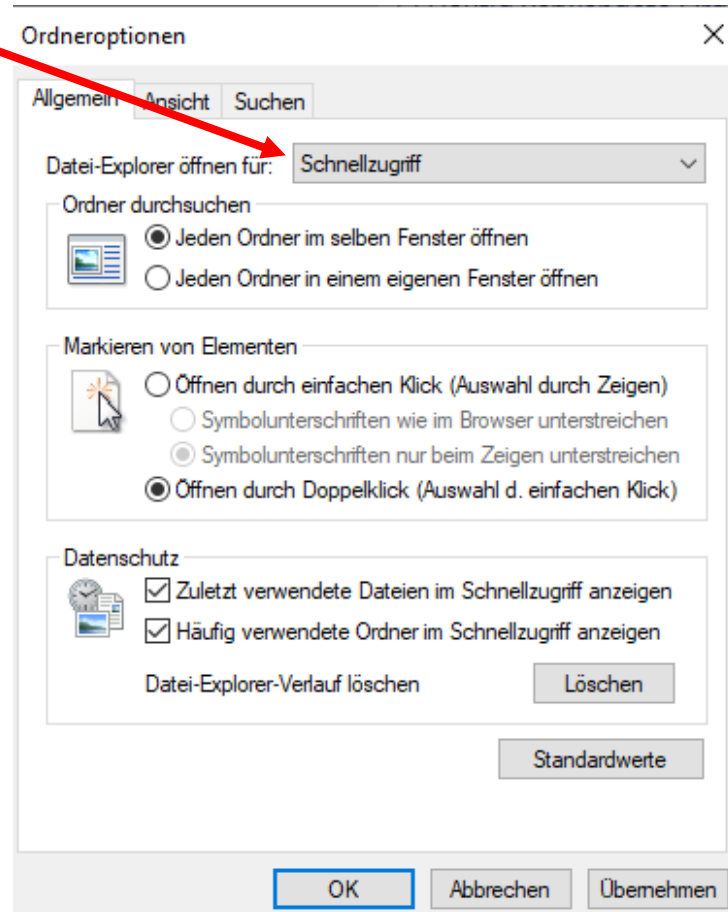 Ordneroptionen
Allgemein Ansicht Suchen
Datei-Explorer öffnen für: Schnellzugriff
Ordner durchsuchen
Jeden Ordner im selben Fenster öffnen
Jeden Ordner in einem eigenen Fenster öffnen
Markieren von Elementen
Öffnen durch einfachen Klick (Auswahl durch Zeigen)
Symbolunterschriften wie im Browser unterstreichen
Symbolunterschriften nur beim Zeigen unterstreichen
Öffnen durch Doppelklick (Auswahl d. einfachen Klick)
Datenschutz
Zuletzt verwendete Dateien im Schnellzugriff anzeigen
Häufig verwendete Ordner im Schnellzugriff anzeigen
Datei-Explorer-Verlauf löschen Löschen
Standardwerte
OK Abbrechen Übernehmen